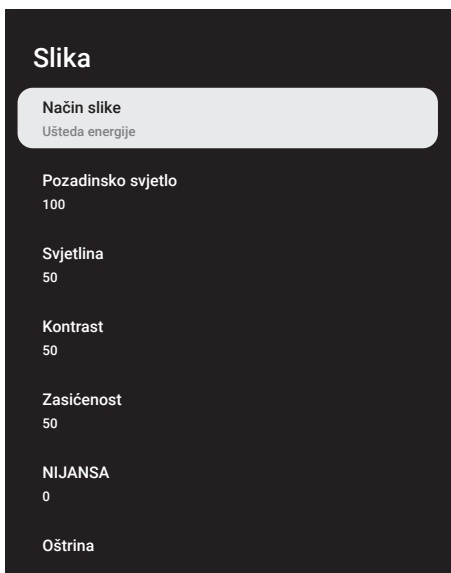 Slika
Način slike
Ušteda energije
Pozadinsko svjetlo
100
Svjetlina
50
Kontrast
50
Zasićenost
50
NIJANSA
0
Oštrina